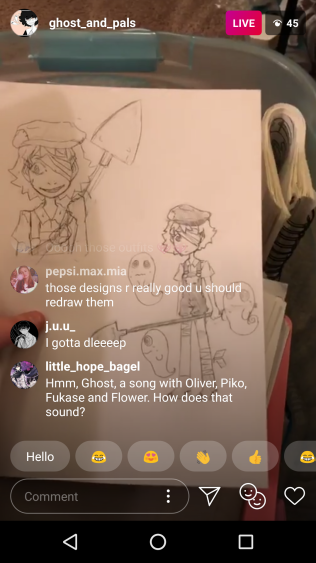 ghost_and_pals
LIVE
45
pepsi.max.mia
those designs r really good u should
redraw them
j.u.u_
I gotta dleeeep
little_hope_bagel
Hmm, Ghost, a song with Oliver, Piko,
Fukase and Flower. How does that
sound?
Hello
Comment